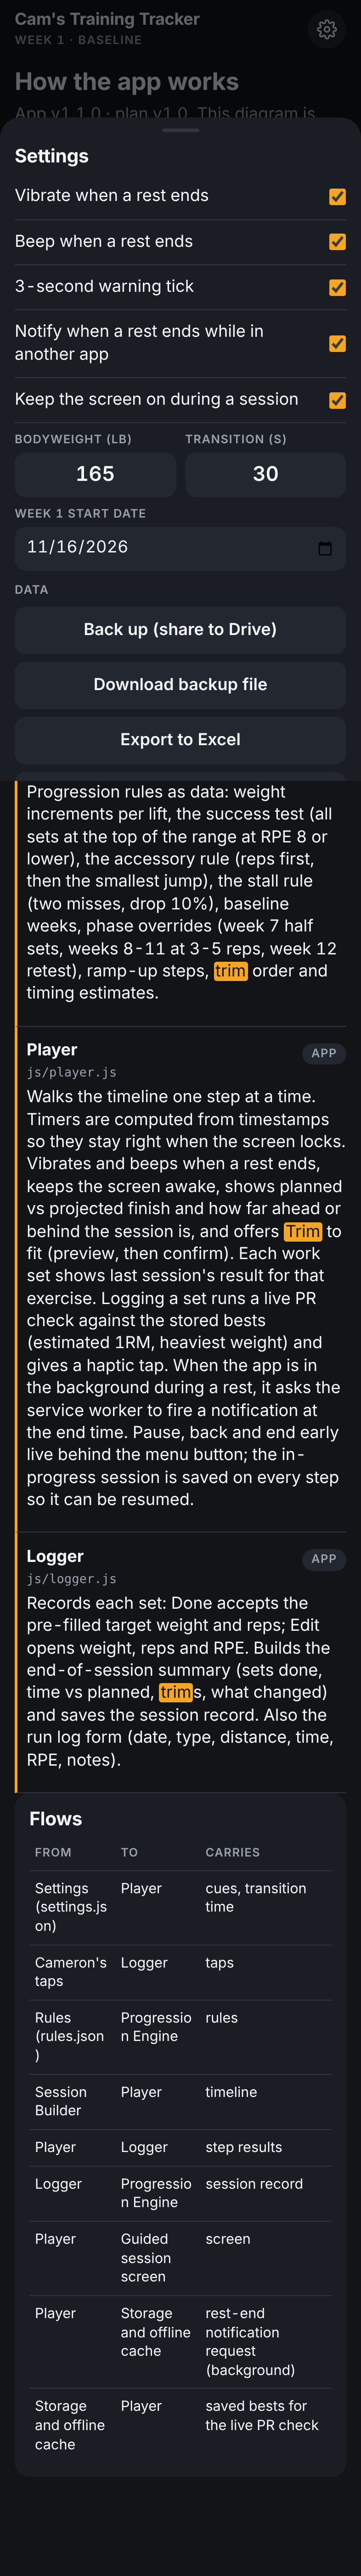 Cam's Training Tracker
WEEK 1 · BASELINE
How the app works
App v1.1.0 · plan v1.0. This diagram is
Settings
Vibrate when a rest ends
Beep when a rest ends
3-second warning tick
Notify when a rest ends while in
another app
Keep the screen on during a session
BODYWEIGHT (LB)
TRANSITION (S)
165
30
WEEK 1 START DATE
11/16/2026
DATA
Back up (share to Drive)
Download backup file
Export to Excel
Progression rules as data: weight
increments per lift, the success test (all
sets at the top of the range at RPE 8 or
lower), the accessory rule (reps first,
then the smallest jump), the stall rule
(two misses, drop 10%), baseline
weeks, phase overrides (week 7 half
sets, weeks 8-11 at 3-5 reps, week 12
retest), ramp-up steps, trim order and
timing estimates.
Player
APP
js/player.js
Walks the timeline one step at a time.
Timers are computed from timestamps
so they stay right when the screen locks.
Vibrates and beeps when a rest ends,
keeps the screen awake, shows planned
vs projected finish and how far ahead or
behind the session is, and offers Trim to
fit (preview, then confirm). Each work
set shows last session's result for that
exercise. Logging a set runs a live PR
check against the stored bests
(estimated 1RM, heaviest weight) and
gives a haptic tap. When the app is in
the background during a rest, it asks the
service worker to fire a notification at
the end time. Pause, back and end early
live behind the menu button; the in-
progress session is saved on every step
so it can be resumed.
Logger
APP
js/logger.js
Records each set: Done accepts the
pre-filled target weight and reps; Edit
opens weight, reps and RPE. Builds the
end-of-session summary (sets done,
time vs planned, trims, what changed)
and saves the session record. Also the
run log form (date, type, distance, time,
RPE, notes).
Flows
FROM TO CARRIES
Settings
(settings.js
on)
Player
cues, transition
time
Cameron's
taps
Logger
taps
Rules
(rules.json
)
Progressio
n Engine
rules
Session
Builder
Player
timeline
Player
Logger
step results
Logger
Progressio
n Engine
session record
Player
Guided
session
screen
screen
Player
Storage
and offline
cache
rest-end
notification
request
(background)
Storage
and offline
cache
Player
saved bests for
the live PR check